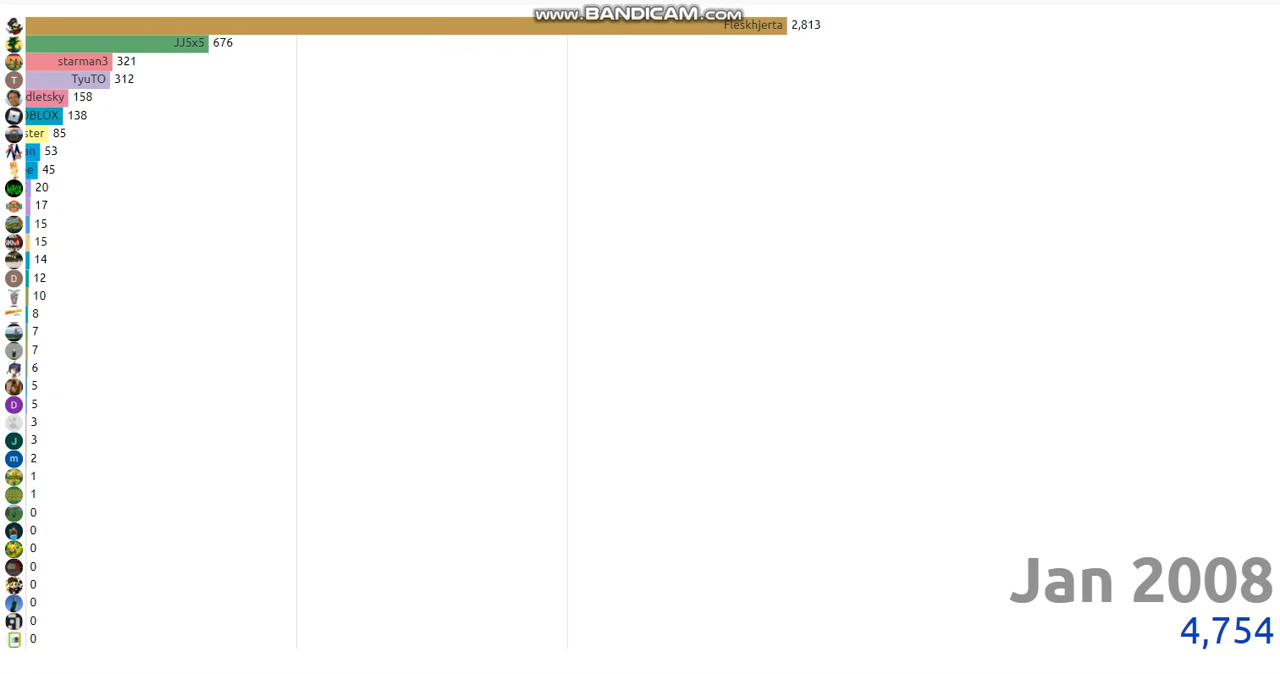 www.BANDICAM.com
Fleskhjerta 2,813
JJ5x5 676
starman3 321
T TyuTO 312
dletsky 158
OBLOX 138
ster 85
an 53
e 45
20
17
15
15
14
D 12
10
8
7
7
6
5
D 5
3
J 3
m 2
1
1
0
0
0
0
0
0
0
0
Jan 2008
4,754